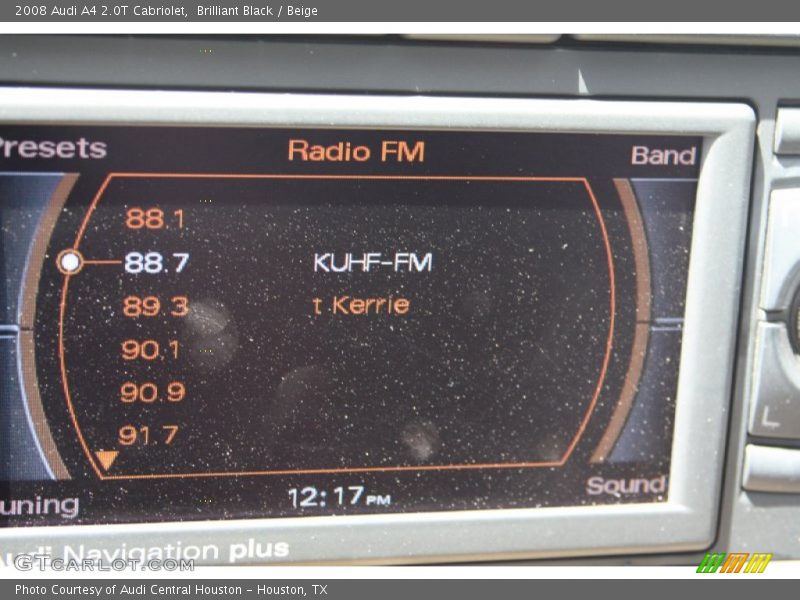 2008 Audi A4 2.0T Cabriolet,  Brilliant Black / Beige
Presets
Radio FM
Band
88.1
88.7 KUHF-FM
89.3 t Kerrie
90.1
90.9
91.7
uning
12:17PM
Sound
Audi Navigation plus
GTcarlot.com
L
Photo Courtesy of Audi Central Houston - Houston, TX